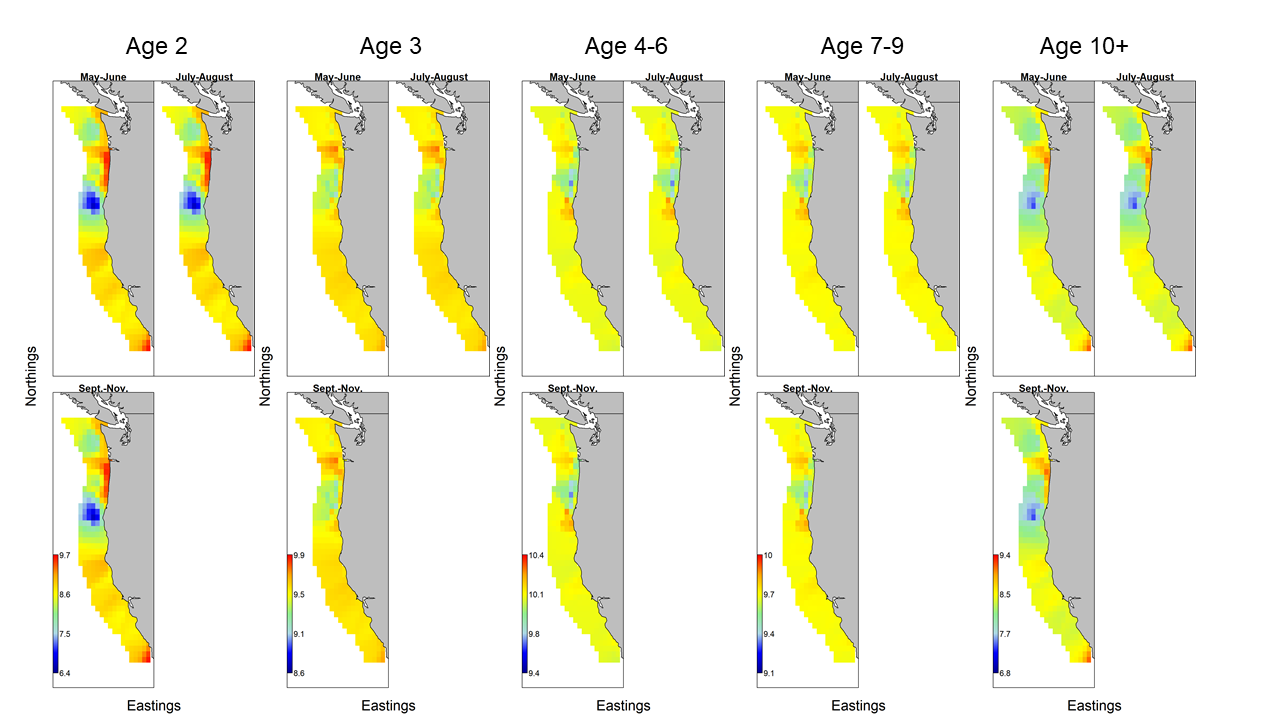 Age 2
Age 3
Age 4-6
Age 7-9
Age 10+
May-June
July-August
May-June
July-August
May-June
July-August
May-June
July-August
May-June
July-August
Northings
Northings
Northings
Northings
Northings
Sept.-Nov.
Sept.-Nov.
Sept.-Nov.
Sept.-Nov.
Sept.-Nov.
9.7
8.6
7.5
6.4
9.9
9.5
9.1
8.6
10.4
10.1
9.8
9.4
10
9.7
9.4
9.1
9.4
8.5
7.7
6.8
Eastings
Eastings
Eastings
Eastings
Eastings